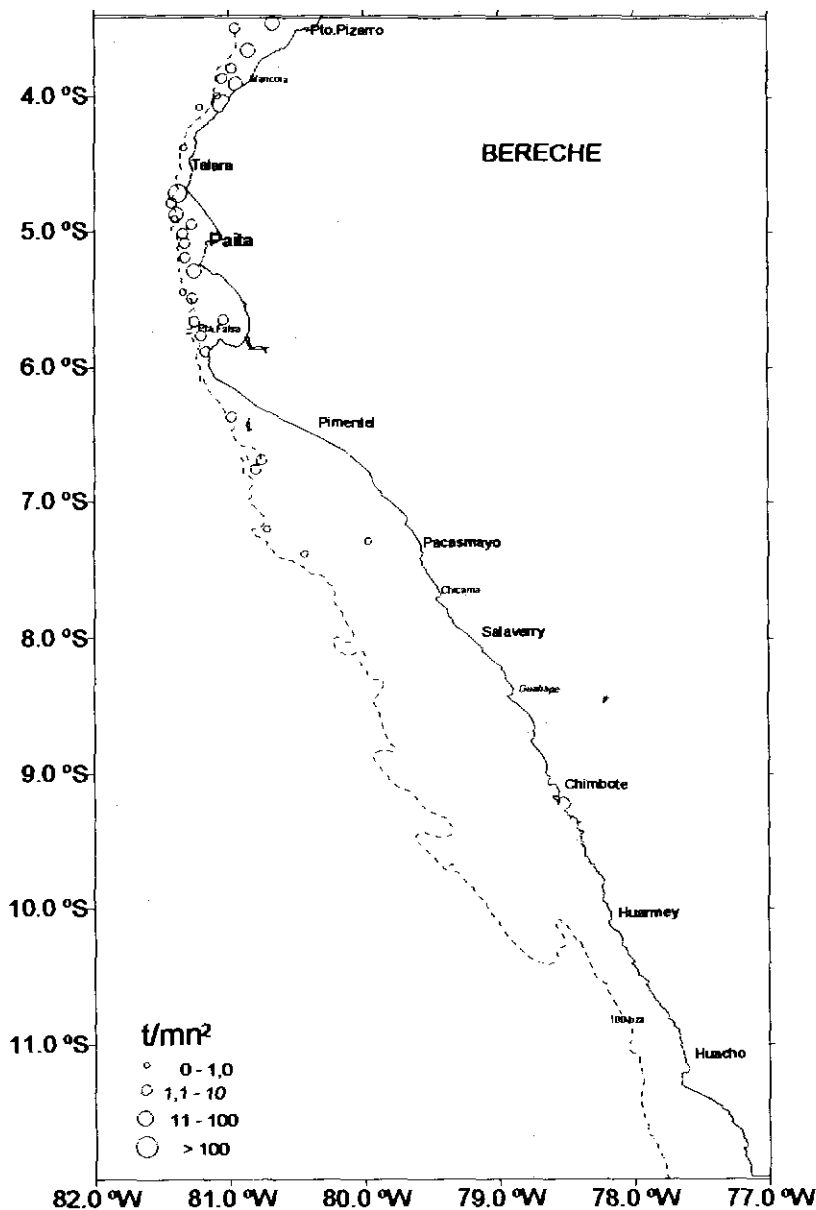 Pto.Pizarro
Mancora
4.0 ºS
BERECHE
Talara
5.0 ºS
Paita
Pta.Falsa
6.0 ºS
Pimentel
7.0 ºS
Pacasmayo
Chicama
8.0 ºS
Salaverry
Guañape
9.0 ºS
Chimbote
10.0 ºS
Huarmey
11.0 ºS
Huacho
t/mn²
0 - 1,0
1,1 - 10
11 - 100
> 100
82.0 ºW 81.0 ºW 80.0 ºW 79.0 ºW 78.0 ºW 77.0 ºW